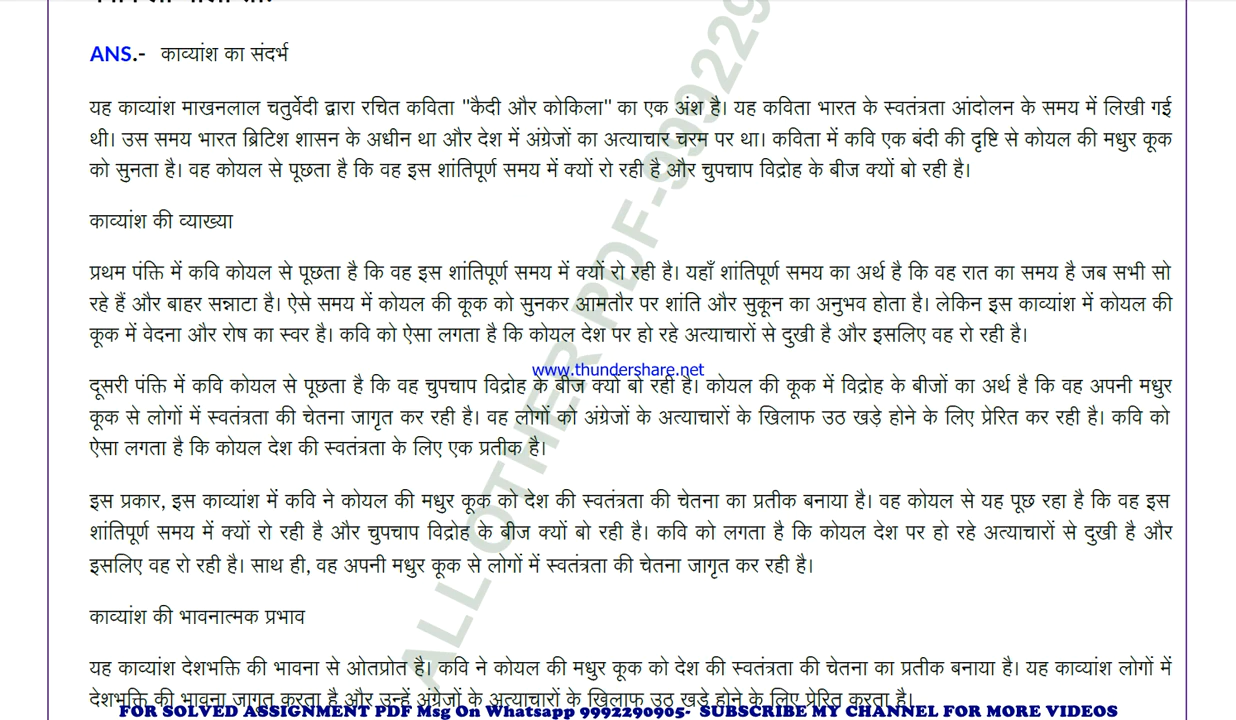 ANS.- काव्यांश का संदर्भ
यह काव्यांश माखनलाल चतुर्वेदी द्वारा रचित कविता "कैदी और कोकिला" का एक अंश है। यह कविता भारत के स्वतंत्रता आंदोलन के समय में लिखी गई
थी। उस समय भारत ब्रिटिश शासन के अधीन था और देश में अंग्रेजों का अत्याचार चरम पर था। कविता में कवि एक बंदी की दृष्टि से कोयल की मधुर कूक
को सुनता है। वह कोयल से पूछता है कि वह इस शांतिपूर्ण समय में क्यों रो रही है और चुपचाप विद्रोह के बीज क्यों बो रही है।
काव्यांश की व्याख्या
प्रथम पंक्ति में कवि कोयल से पूछता है कि वह इस शांतिपूर्ण समय में क्यों रो रही है। यहाँ शांतिपूर्ण समय का अर्थ है कि वह रात का समय है जब सभी सो
रहे हैं और बाहर सन्नाटा है। ऐसे समय में कोयल की कूक को सुनकर आमतौर पर शांति और सुकून का अनुभव होता है। लेकिन इस काव्यांश में कोयल की
कूक में वेदना और रोष का स्वर है। कवि को ऐसा लगता है कि कोयल देश पर हो रहे अत्याचारों से दुखी है और इसलिए वह रो रही है।
www.thundershare.net
दूसरी पंक्ति में कवि कोयल से पूछता है कि वह चुपचाप विद्रोह के बीज क्यों बो रही है। कोयल की कूक में विद्रोह के बीजों का अर्थ है कि वह अपनी मधुर
कूक से लोगों में स्वतंत्रता की चेतना जागृत कर रही है। वह लोगों को अंग्रेजों के अत्याचारों के खिलाफ उठ खड़े होने के लिए प्रेरित कर रही है। कवि को
ऐसा लगता है कि कोयल देश की स्वतंत्रता के लिए एक प्रतीक है।
इस प्रकार, इस काव्यांश में कवि ने कोयल की मधुर कूक को देश की स्वतंत्रता की चेतना का प्रतीक बनाया है। वह कोयल से यह पूछ रहा है कि वह इस
शांतिपूर्ण समय में क्यों रो रही है और चुपचाप विद्रोह के बीज क्यों बो रही है। कवि को लगता है कि कोयल देश पर हो रहे अत्याचारों से दुखी है और
इसलिए वह रो रही है। साथ ही, वह अपनी मधुर कूक से लोगों में स्वतंत्रता की चेतना जागृत कर रही है।
काव्यांश की भावनात्मक प्रभाव
यह काव्यांश देशभक्ति की भावना से ओतप्रोत है। कवि ने कोयल की मधुर कूक को देश की स्वतंत्रता की चेतना का प्रतीक बनाया है। यह काव्यांश लोगों में
देशभक्ति की भावना जागृत करता है और उन्हें अंग्रेजों के अत्याचारों के खिलाफ उठ खड़े होने के लिए प्रेरित करता है।
FOR SOLVED ASSIGNMENT PDF Msg On Whatsapp 9992290905- SUBSCRIBE MY CHANNEL FOR MORE VIDEOS
ALL OTHER PDF-999229